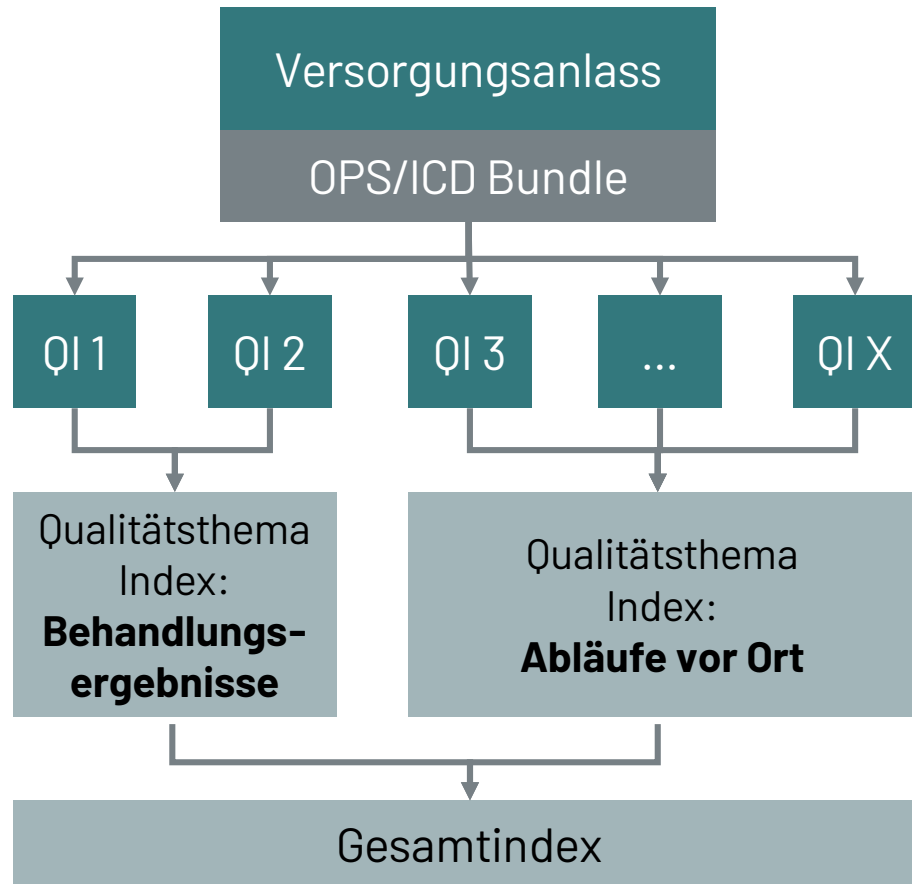 Versorgungsanlass
OPS/ICD Bundle
QI 1
QI 2
QI 3
...
QI X
Qualitätsthema
Index:
Behandlungs-
ergebnisse
Qualitätsthema
Index:
Abläufe vor Ort
Gesamtindex